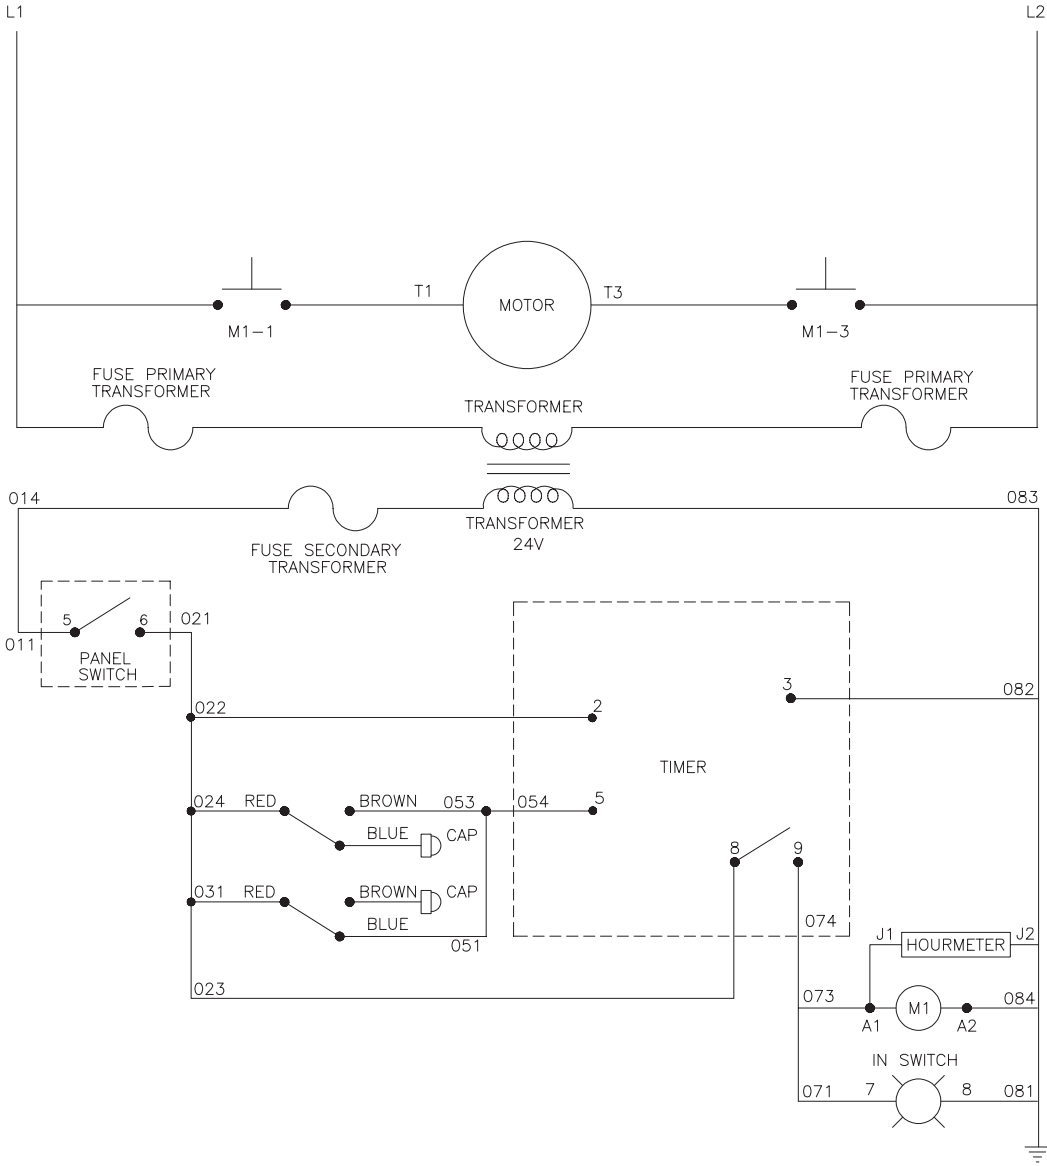 L1
L2
T1
MOTOR
T3
M1-1
M1-3
FUSE PRIMARY
TRANSFORMER
FUSE PRIMARY
TRANSFORMER
TRANSFORMER
014
083
TRANSFORMER
24V
FUSE SECONDARY
TRANSFORMER
5
6
021
011
PANEL
SWITCH
022
2
3
082
TIMER
024
RED
BROWN
053
054
5
BLUE
CAP
8
9
031
RED
BROWN
CAP
BLUE
051
074
J1
HOURMETER
J2
023
073
M1
084
A1
A2
IN SWITCH
071
7
8
081